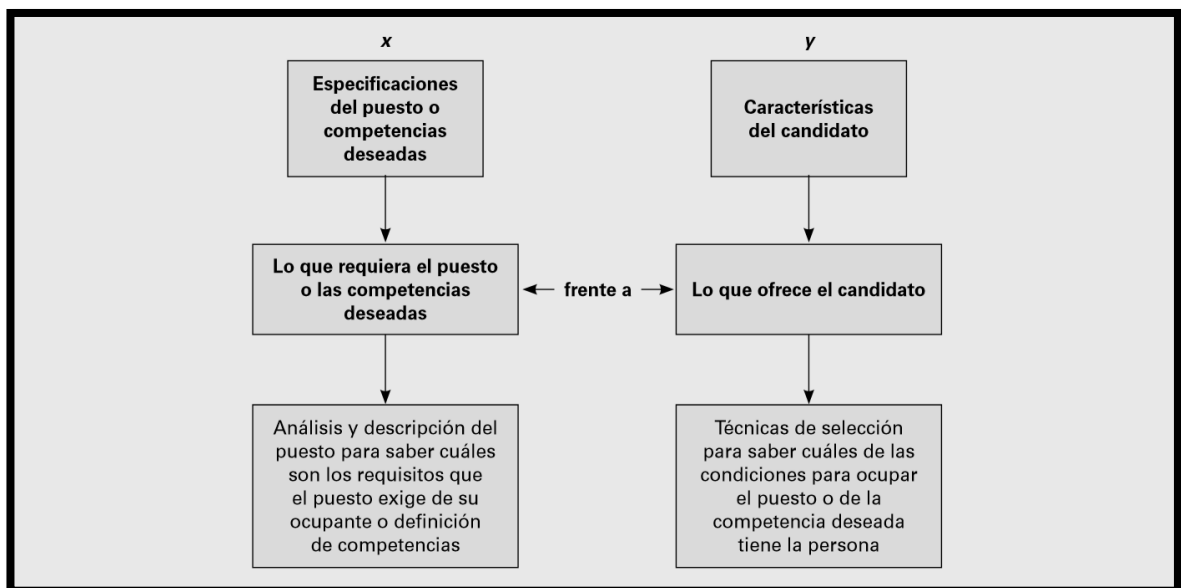 x
Especificaciones
del puesto o
competencias
deseadas
Lo que requiera el puesto
o las competencias
deseadas
Análisis y descripción del
puesto para saber cuáles
son los requisitos que
el puesto exige de su
ocupante o definición
de competencias
frente a
y
Características
del candidato
Lo que ofrece el candidato
Técnicas de selección
para saber cuáles de las
condiciones para ocupar
el puesto o de la
competencia deseada
tiene la persona